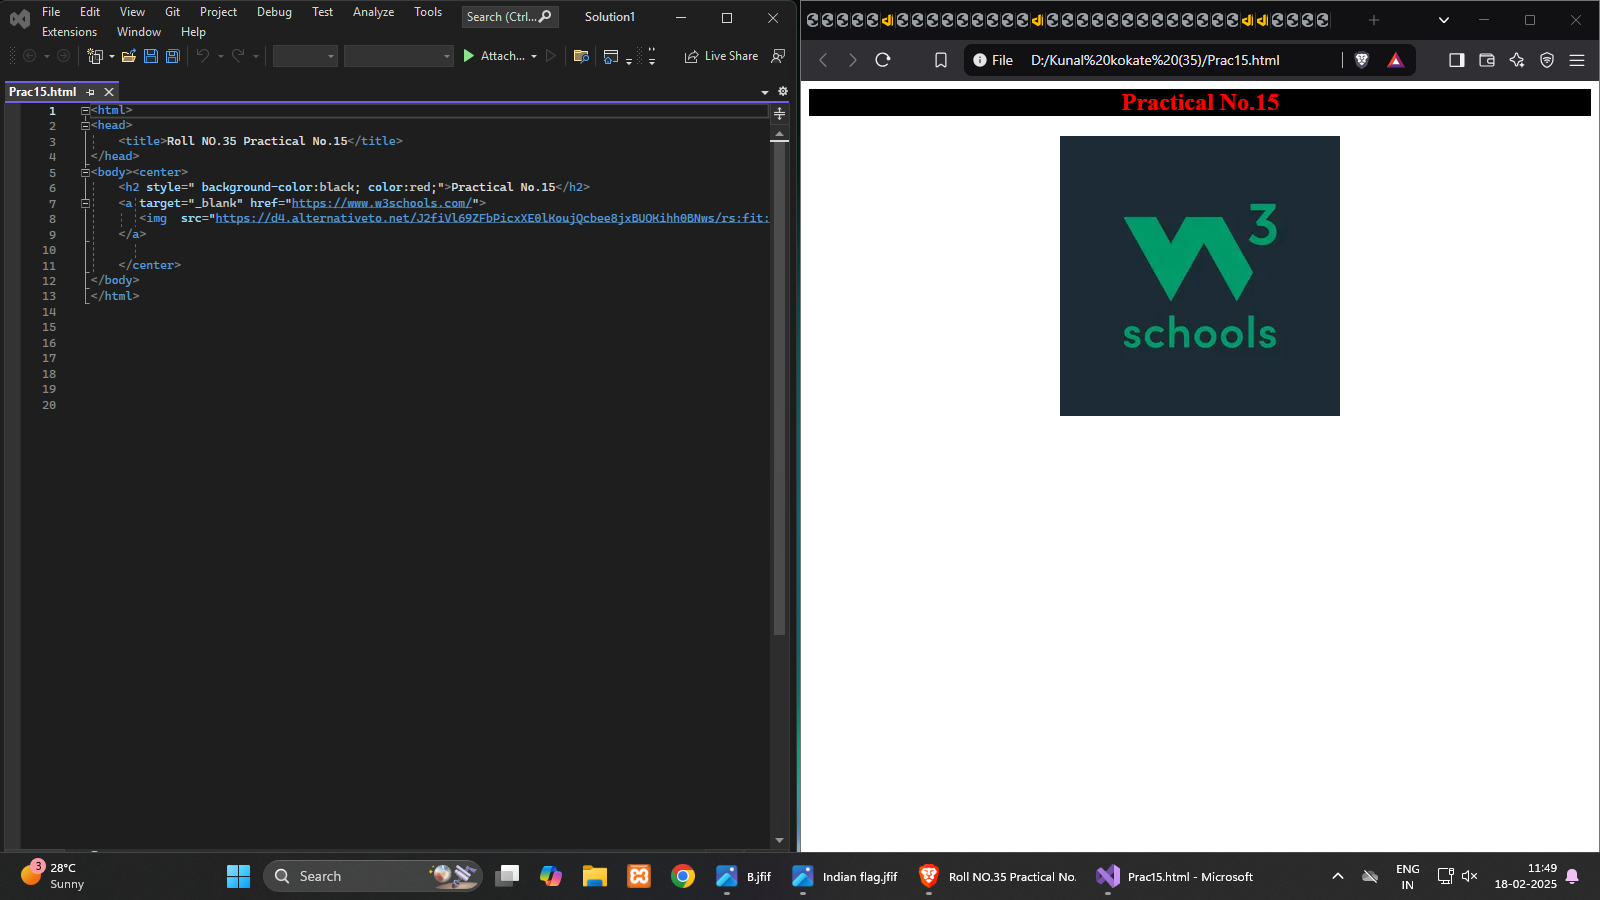 File Edit View Git Project Debug Test Analyze Tools Search (Ctrl... Solution1
Extensions Window Help
Attach... Live Share
Prac15.html
1 <html>
2 <head>
3 <title>Roll NO.35 Practical No.15</title>
4 </head>
5 <body><center>
6 <h2 style=" background-color:black; color:red;">Practical No.15</h2>
7 <a target="_blank" href="https://www.w3schools.com/">
8 <img src="https://d4.alternativeto.net/J2fiVl69ZFbPicxXE0lKoujQcbee8jxBUOKihh0BNws/rs:fit:
9 </a>
10
11 </center>
12 </body>
13 </html>
14
15
16
17
18
19
20
File D:/Kunal%20kokate%20(35)/Prac15.html
Practical No.15
W3
schools
3 28°C
Sunny
Search
B.jfif
Indian flag.jfif
Roll NO.35 Practical No.
Prac15.html - Microsoft
ENG
IN
11:49
18-02-2025